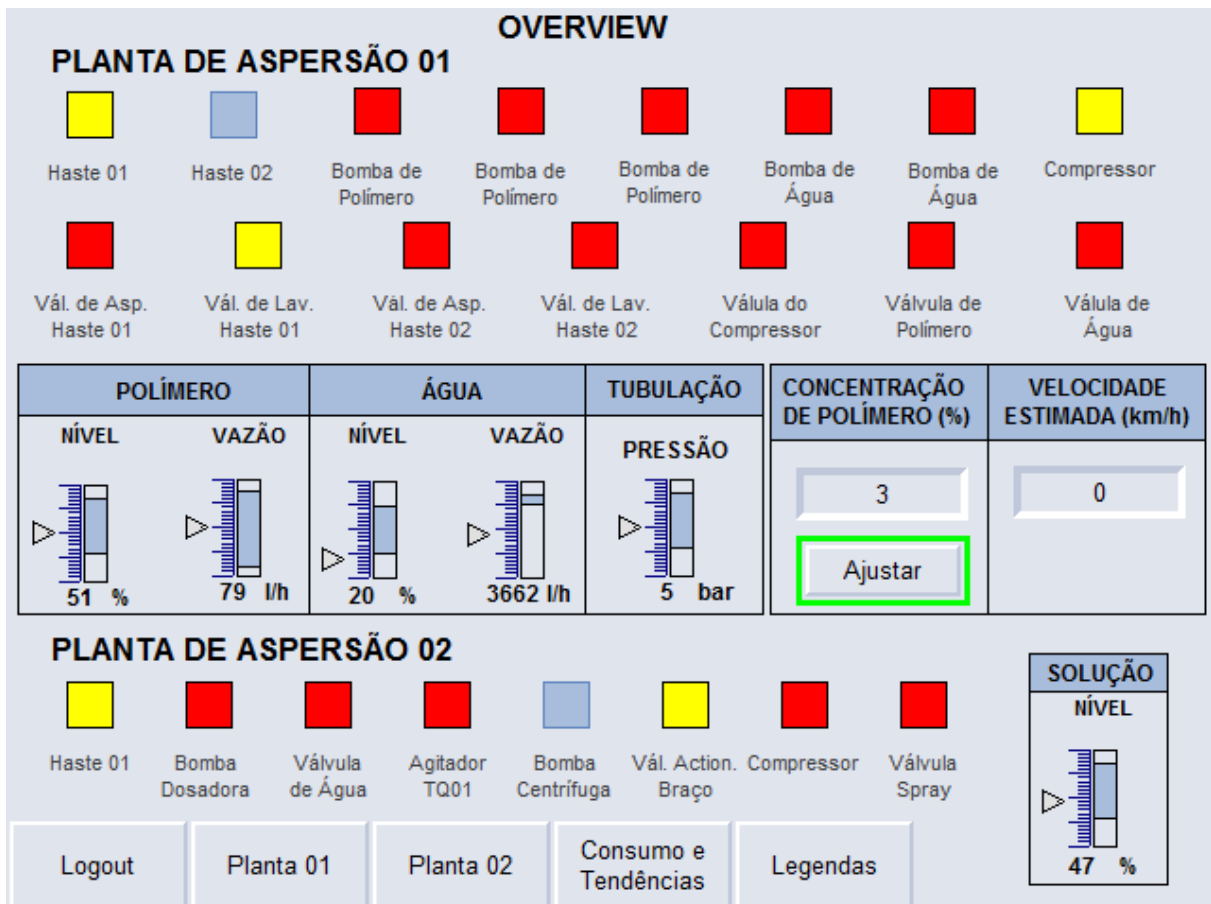 OVERVIEW
PLANTA DE ASPERSÃO 01
Haste 01
Haste 02
Bomba de
Polímero
Bomba de
Polímero
Bomba de
Polímero
Bomba de
Água
Bomba de
Água
Compressor
Vál. de Asp.
Haste 01
Vál. de Lav.
Haste 01
Vál. de Asp.
Haste 02
Vál. de Lav.
Haste 02
Válula do
Compressor
Válvula de
Polímero
Válula de
Água
POLÍMERO
NÍVEL
51 %
VAZÃO
79 l/h
ÁGUA
NÍVEL
20 %
VAZÃO
3662 l/h
TUBULAÇÃO
PRESSÃO
5 bar
CONCENTRAÇÃO
DE POLÍMERO (%)
3
Ajustar
VELOCIDADE
ESTIMADA (km/h)
0
PLANTA DE ASPERSÃO 02
Haste 01
Bomba
Dosadora
Válvula
de Água
Agitador
TQ01
Bomba
Centrífuga
Vál. Action.
Braço
Compressor
Válvula
Spray
SOLUÇÃO
NÍVEL
47 %
Logout
Planta 01
Planta 02
Consumo e
Tendências
Legendas